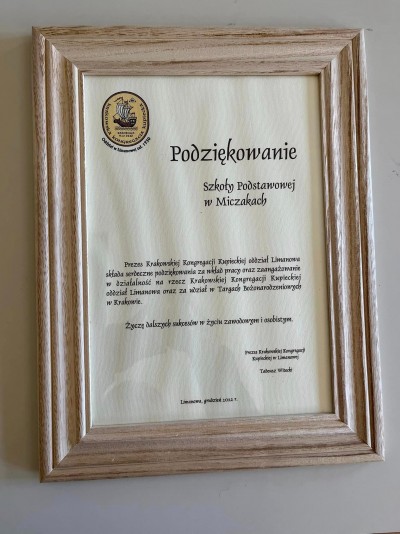 Podziękowanie
Szkoły Podstawowej
w Miczakach
Prezes Krakowskiej Kongregacji Kupieckiej oddział Limanowa
składa serdeczne podziękowania za wkład pracy oraz zaangażowanie
w działalność na rzecz Krakowskiej Kongregacji Kupieckiej
oddział Limanowa oraz za udział w Targach Bożonarodzeniowych
w Krakowie.
Życzę dalszych sukcesów w życiu zawodowym i osobistym.
Prezes Krakowskiej Kongregacji
Kupieckiej w Limanowej
Tadeusz
Limanowa, grudzień 2022 r.